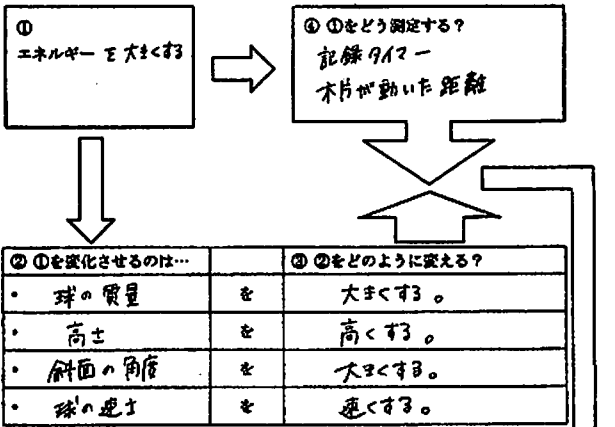 ①
エネルギーを大きくする
④ ①をどう測定する？
記録タイマー
木片が動いた距離
② ①を変化させるのは… ③ ②をどのように変える？
・ 球の質量 を 大きくする。
・ 高さ を 高くする。
・ 斜面の角度 を 大きくする。
・ 球の速さ を 速くする。